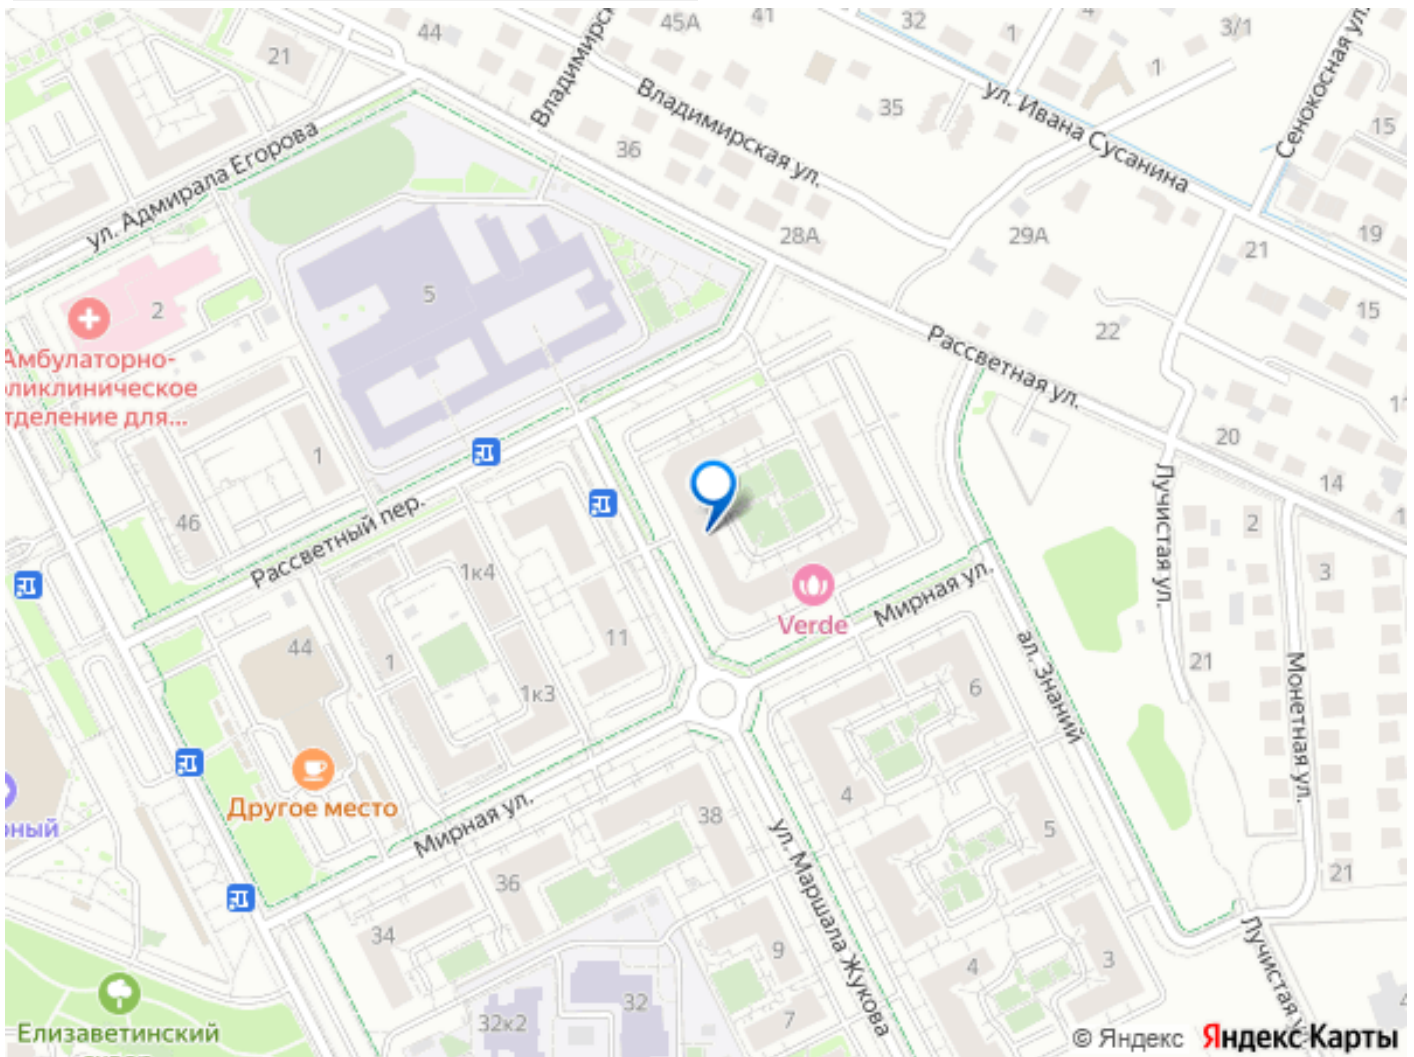 44
45А
41
32
1
4
3/1
21
Владимирск
Сенокосная ул.
1
ул. Ивана Сусанина
Владимирская ул.
35
15
ул. Адмирала Егорова
36
28А
29А
21
19
5
2
15
22
Амбулаторно-
ликлиническое
тделение для...
Рассветная ул.
1
20
46
14
Рассветный пер.
Лучистая ул.
2
1к4
3
Verde
Мирная ул.
44
11
1
21
ал. Знаний
Монетная ул.
1к3
6
Другое место
4
ный
Мирная ул.
38
5
ул. Маршала Жукова
36
21
34
9
4
3
Лучистая у
32
Елизаветинский
32к2
7
© Яндекс Яндекс Карты